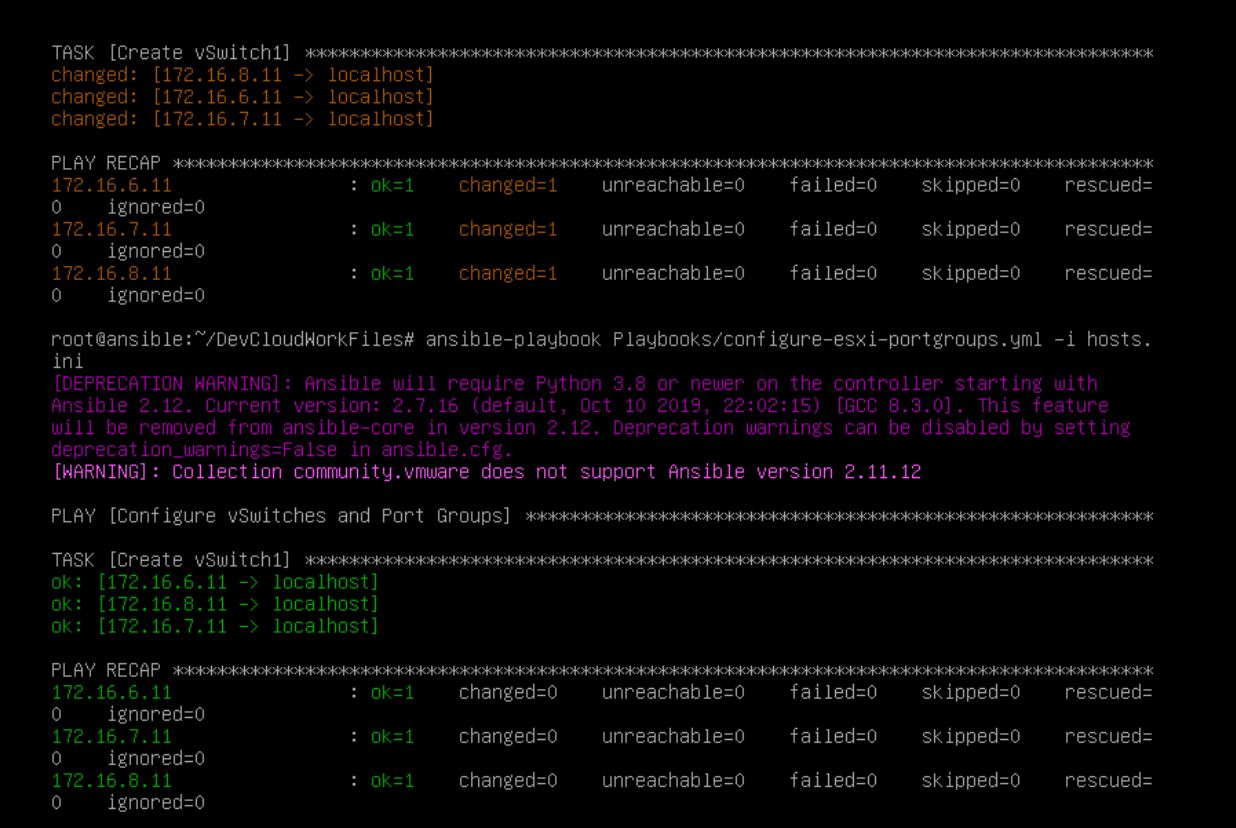 TASK [Create vSwitch1] *****************************************************************************
changed: [172.16.8.11 -> localhost]
changed: [172.16.6.11 -> localhost]
changed: [172.16.7.11 -> localhost]
PLAY RECAP *****************************************************************************************
172.16.6.11                : ok=1    changed=1    unreachable=0    failed=0    skipped=0    rescued=
0    ignored=0
172.16.7.11                : ok=1    changed=1    unreachable=0    failed=0    skipped=0    rescued=
0    ignored=0
172.16.8.11                : ok=1    changed=1    unreachable=0    failed=0    skipped=0    rescued=
0    ignored=0
root@ansible:~/DevCloudWorkFiles# ansible-playbook Playbooks/configure-esxi-portgroups.yml -i hosts.
ini
[DEPRECATION WARNING]: Ansible will require Python 3.8 or newer on the controller starting with
Ansible 2.12. Current version: 2.7.16 (default, Oct 10 2019, 22:02:15) [GCC 8.3.0]. This feature
will be removed from ansible-core in version 2.12. Deprecation warnings can be disabled by setting
deprecation_warnings=False in ansible.cfg.
[WARNING]: Collection community.vmware does not support Ansible version 2.11.12
PLAY [Configure vSwitches and Port Groups] *********************************************************
TASK [Create vSwitch1] *****************************************************************************
ok: [172.16.6.11 -> localhost]
ok: [172.16.8.11 -> localhost]
ok: [172.16.7.11 -> localhost]
PLAY RECAP *****************************************************************************************
172.16.6.11                : ok=1    changed=0    unreachable=0    failed=0    skipped=0    rescued=
0    ignored=0
172.16.7.11                : ok=1    changed=0    unreachable=0    failed=0    skipped=0    rescued=
0    ignored=0
172.16.8.11                : ok=1    changed=0    unreachable=0    failed=0    skipped=0    rescued=
0    ignored=0